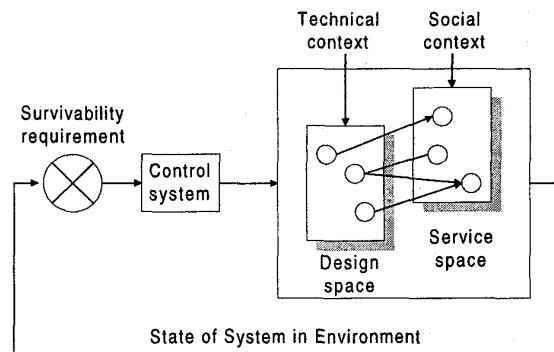 Technical
context
Social
context
Survivability
requirement
Control
system
Design
space
Service
space
State of System in Environment